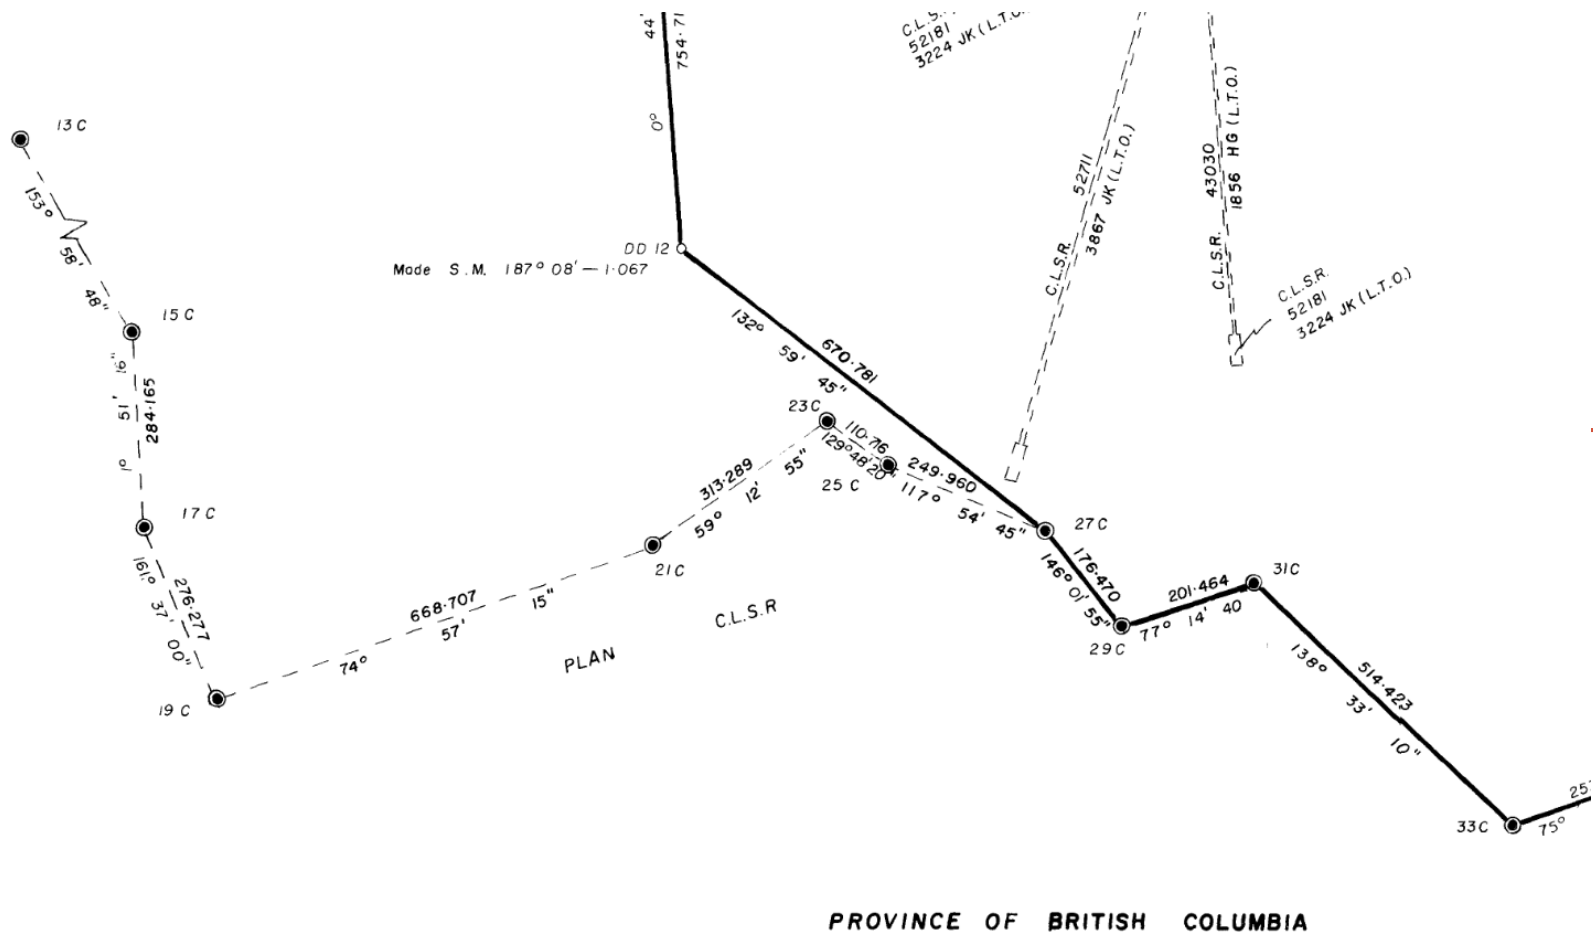 C.L.S.R.
52181
3224 JK (L.T.O.
44'
754·71
0°
13 C
153°
58'
48"
15 C
16"
51'
1°
284·165
17 C
161°
37'
00"
276·277
19 C
DD 12
Made S.M. 187° 08' — 1·067
132°
59'
45"
670·781
C.L.S.R. 52711
3867 JK (L.T.O.)
C.L.S.R. 43030
1856 HG (L.T.O.)
C.L.S.R.
52181
3224 JK (L.T.O.)
23C
110·76
129° 48' 20"
25 C
249·960
117° 54' 45"
27 C
313·289
59° 12' 55"
21 C
668·707
74° 57' 15"
PLAN C.L.S.R
176·470
146° 01' 55"
29C
201·464
77° 14' 40
31C
514·423
138° 33' 10"
33C
75°
PROVINCE OF BRITISH COLUMBIA